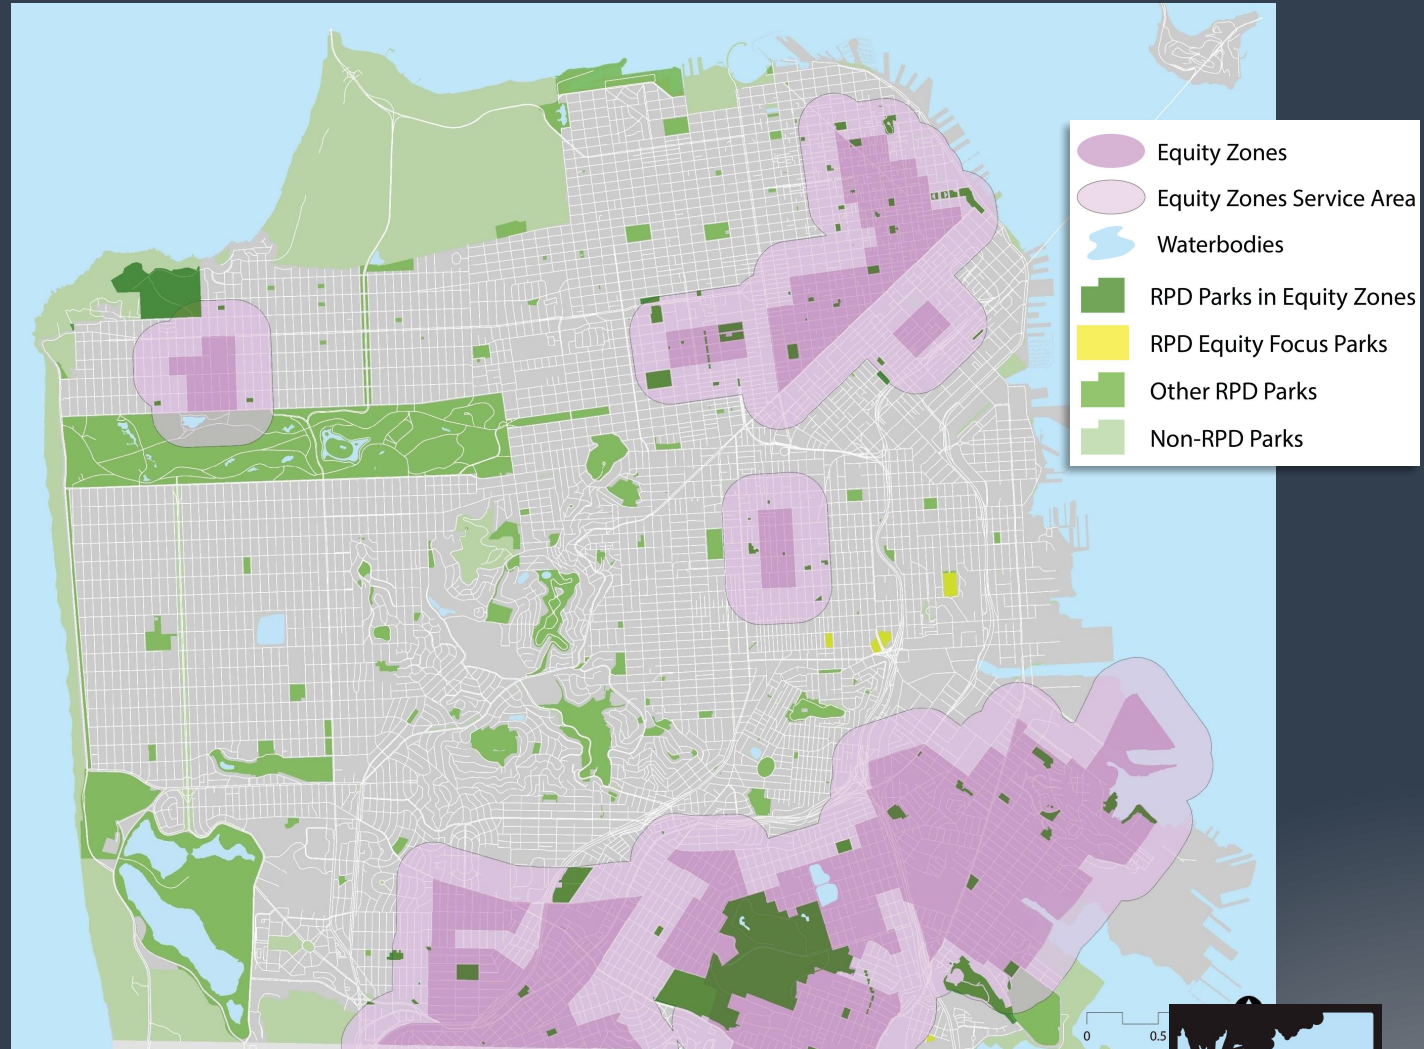 Equity Zones
Equity Zones Service Area
Waterbodies
RPD Parks in Equity Zones
RPD Equity Focus Parks
Other RPD Parks
Non-RPD Parks
0 0.5